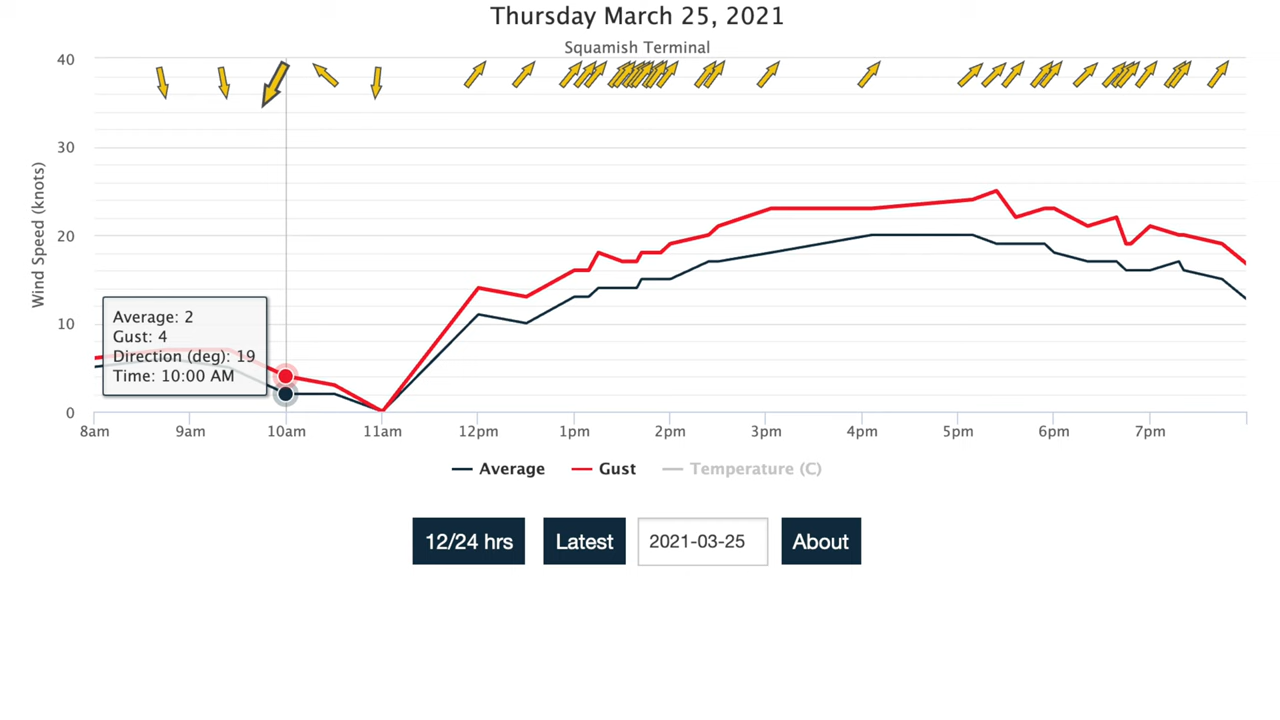 Thursday March 25, 2021
Squamish Terminal
Wind Speed (knots)
40
30
20
10
0
Average: 2
Gust: 4
Direction (deg): 19
Time: 10:00 AM
8am 9am 10am 11am 12pm 1pm 2pm 3pm 4pm 5pm 6pm 7pm
Average Gust Temperature (C)
12/24 hrs Latest 2021-03-25 About